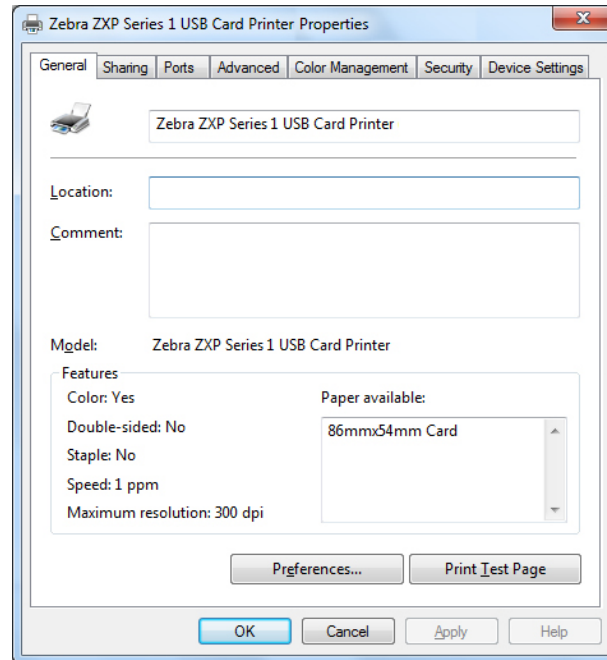 Zebra ZXP Series 1 USB Card Printer Properties
General Sharing Ports Advanced Color Management Security Device Settings
Zebra ZXP Series 1 USB Card Printer
Location:
Comment:
Model: Zebra ZXP Series 1 USB Card Printer
Features
Color: Yes
Paper available:
Double-sided: No
86mmx54mm Card
Staple: No
Speed: 1 ppm
Maximum resolution: 300 dpi
Preferences... Print Test Page
OK Cancel Apply Help